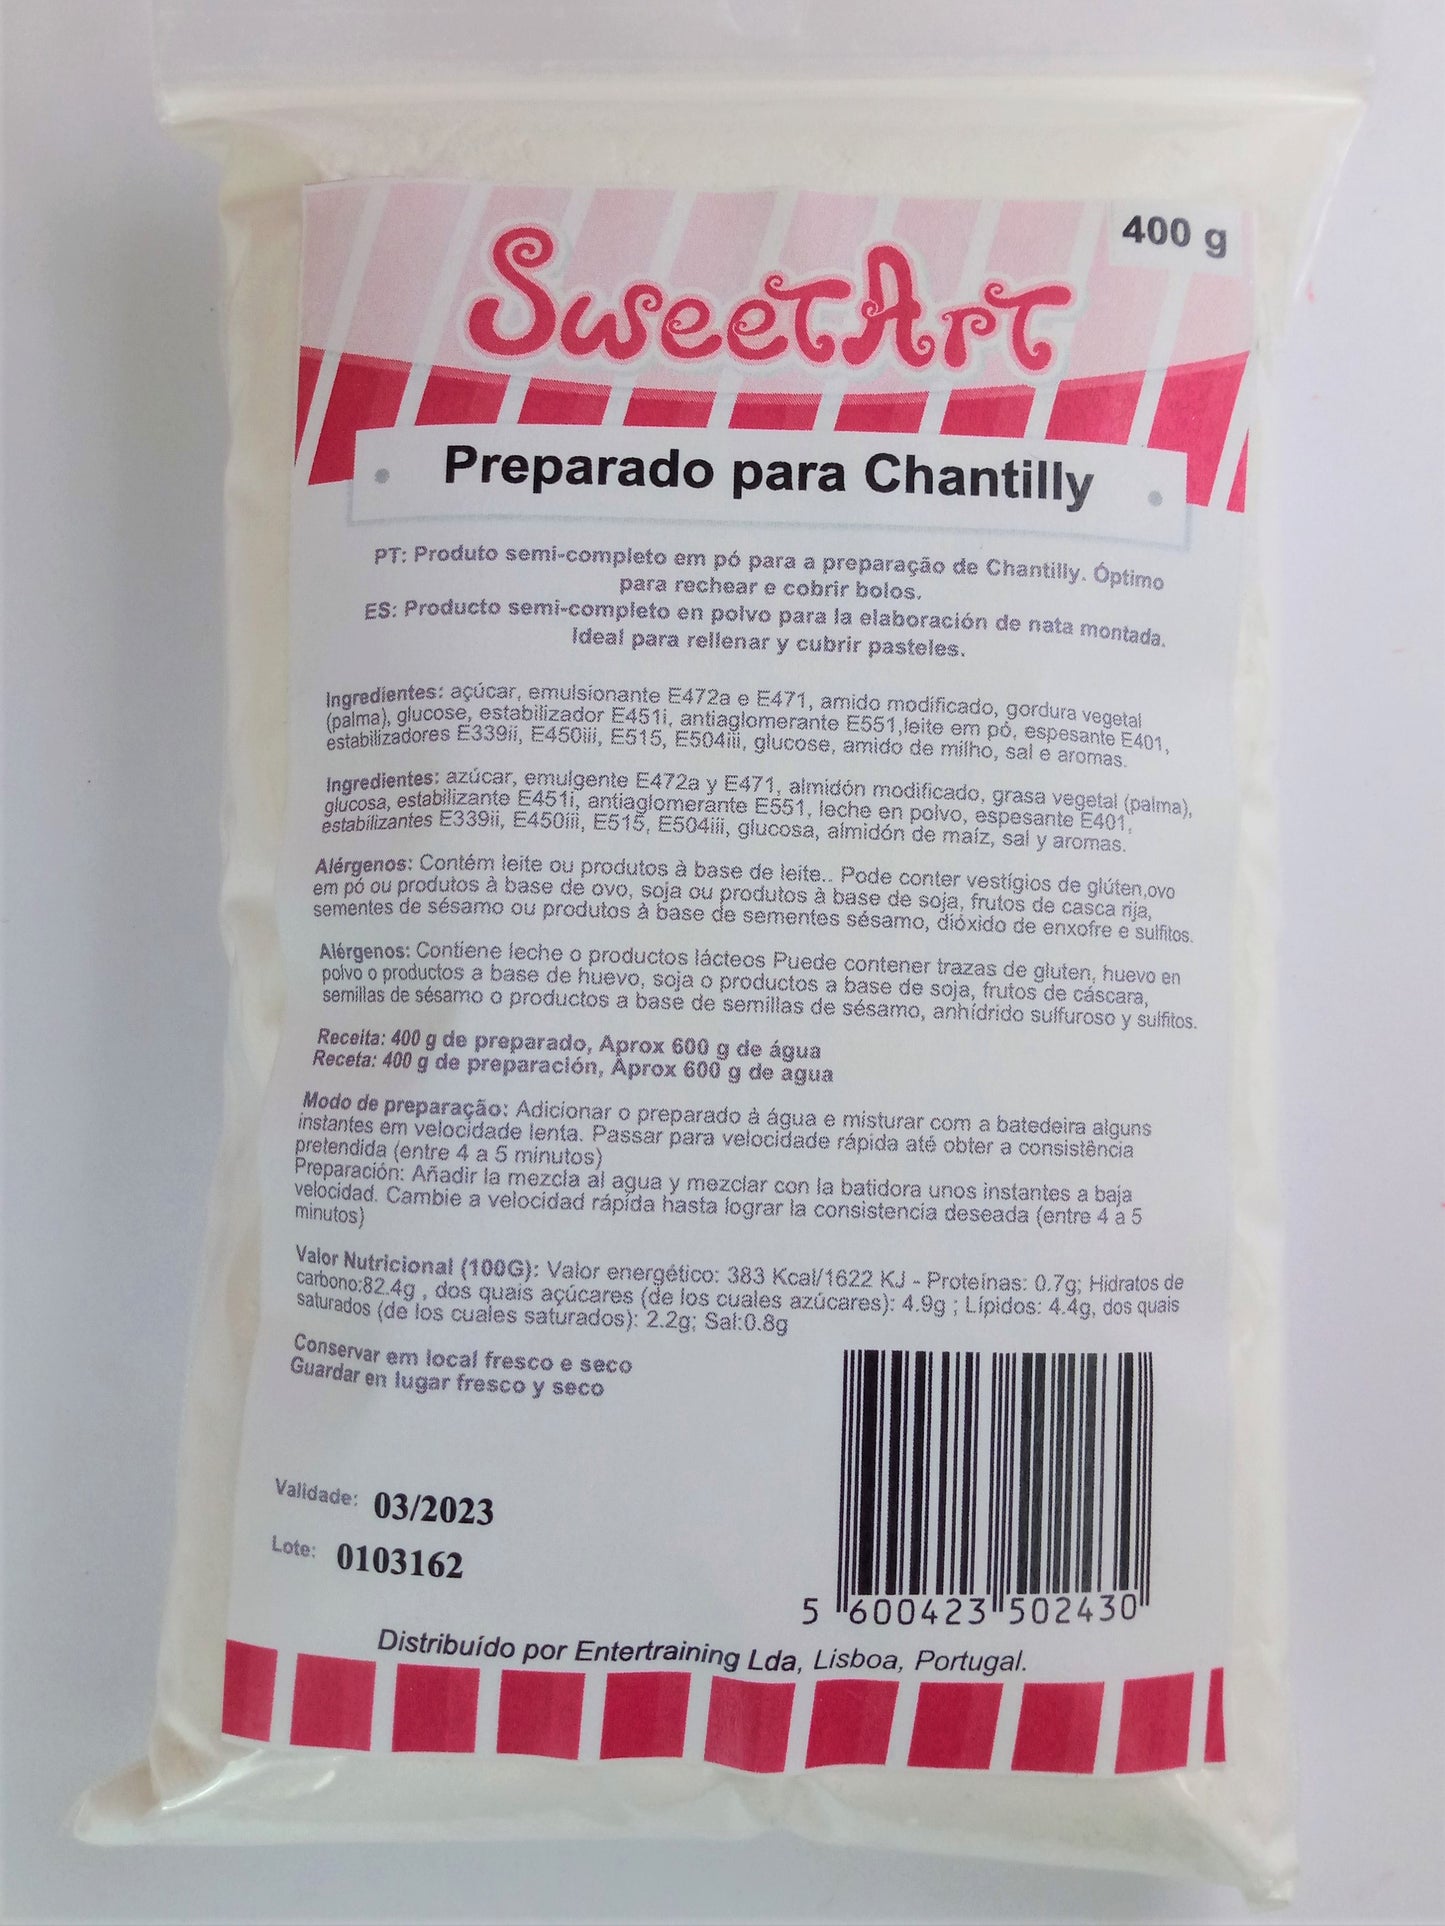 400 g
SweetArt
Preparado para Chantilly
PT: Produto semi-completo em pó para a preparação de Chantilly. Óptimo
para rechear e cobrir bolos.
ES: Producto semi-completo en polvo para la elaboración de nata montada.
Ideal para rellenar y cubrir pasteles.
Ingredientes: açúcar, emulsionante E472a e E471, amido modificado, gordura vegetal
(palma), glucose, estabilizador E451i, antiaglomerante E551,leite em pó, espesante E401,
estabilizadores E339ii, E450iii, E515, E504iii, glucose, amido de milho, sal e aromas.
Ingredientes: azúcar, emulgente E472a y E471, almidón modificado, grasa vegetal (palma),
glucosa, estabilizante E451i, antiaglomerante E551, leche en polvo, espesante E401,
estabilizantes E339ii, E450iii, E515, E504iii, glucosa, almidón de maíz, sal y aromas.
Alérgenos: Contém leite ou produtos à base de leite.. Pode conter vestígios de glúten,ovo
em pó ou produtos à base de ovo, soja ou produtos à base de soja, frutos de casca rija,
sementes de sésamo ou produtos à base de sementes sésamo, dióxido de enxofre e sulfitos.
Alérgenos: Contiene leche o productos lácteos Puede contener trazas de gluten, huevo en
polvo o productos a base de huevo, soja o productos a base de soja, frutos de cáscara,
semillas de sésamo o productos a base de semillas de sésamo, anhídrido sulfuroso y sulfitos.
Receita: 400 g de preparado, Aprox 600 g de água
Receta: 400 g de preparación, Aprox 600 g de agua
Modo de preparação: Adicionar o preparado à água e misturar com a batedeira alguns
instantes em velocidade lenta. Passar para velocidade rápida até obter a consistência
pretendida (entre 4 a 5 minutos)
Preparación: Añadir la mezcla al agua y mezclar con la batidora unos instantes a baja
velocidad. Cambie a velocidad rápida hasta lograr la consistencia deseada (entre 4 a 5
minutos)
Valor Nutricional (100G): Valor energético: 383 Kcal/1622 KJ - Proteínas: 0.7g; Hidratos de
carbono:82.4g , dos quais açúcares (de los cuales azúcares): 4.9g ; Lípidos: 4.4g, dos quais
saturados (de los cuales saturados): 2.2g; Sal:0.8g
Conservar em local fresco e seco
Guardar en lugar fresco y seco
Validade: 03/2023
Lote: 0103162
5 600423 502430
Distribuído por Entertraining Lda, Lisboa, Portugal.